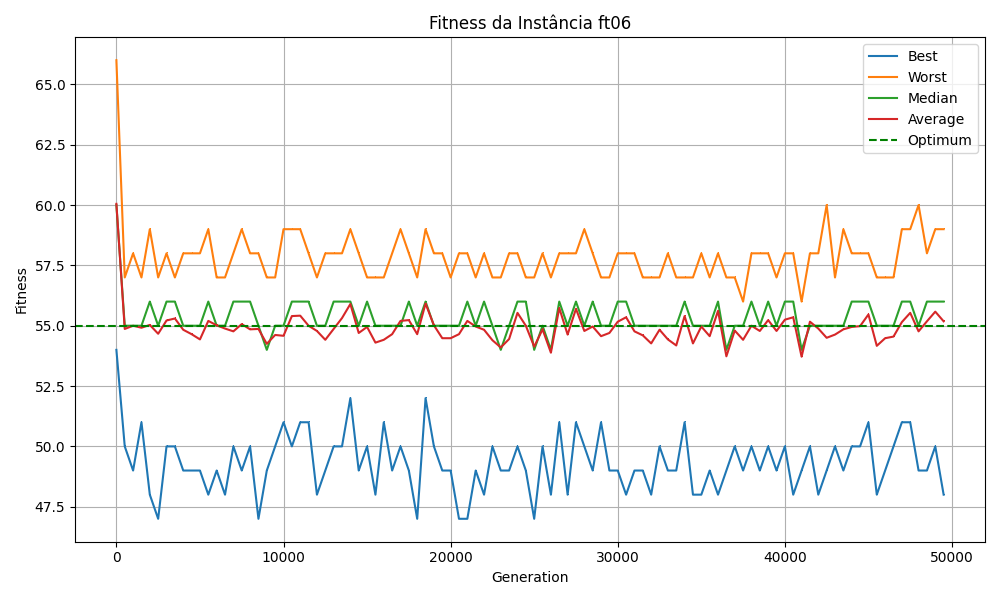 Fitness da Instância ft06
Best
Worst
Median
Average
Optimum
Fitness
65.0
62.5
60.0
57.5
55.0
52.5
50.0
47.5
0
10000
20000
30000
40000
50000
Generation